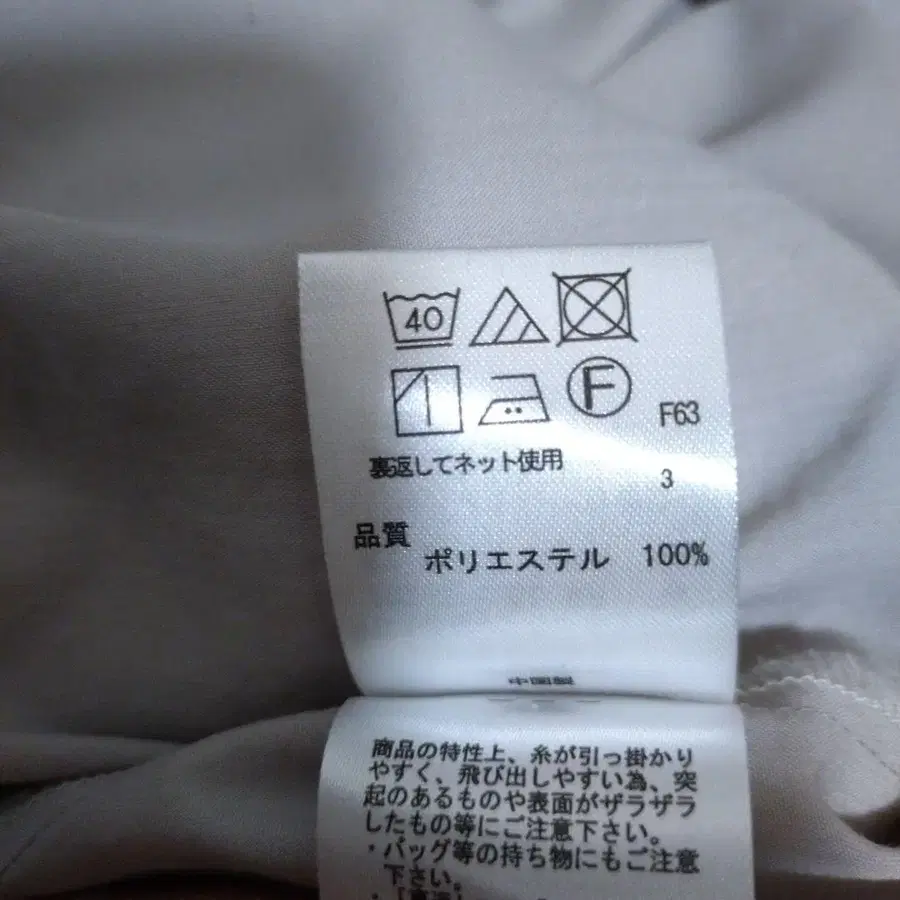 40
F
F63
裏返してネット使用
3
品質
ポリエステル 100%
中国製
商品の特性上、糸が引っ掛かり
やすく、飛び出しやすい為、突
起のあるものや表面がザラザラ
したもの等にご注意下さい。
・バッグ等の持ち物にもご注意
下さい。